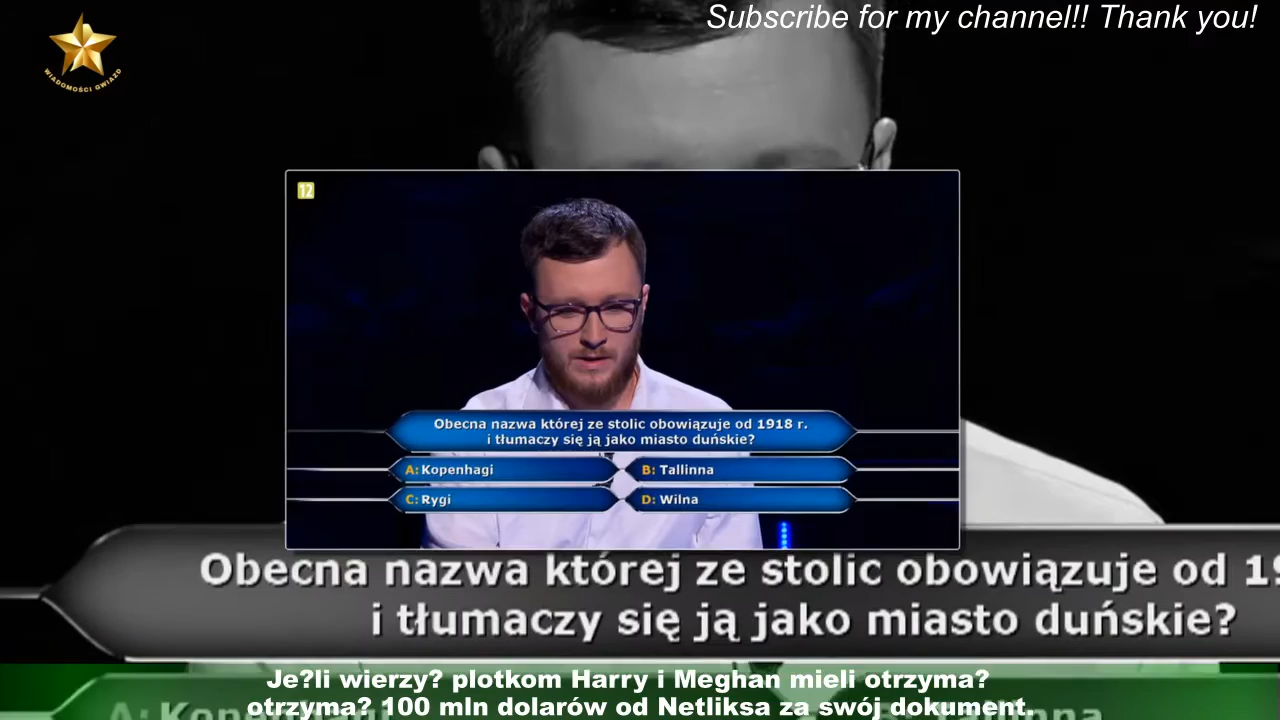 Subscribe for my channel!! Thank you!
WIADOMOŚCI GWIAZD
12
Obecna nazwa której ze stolic obowiązuje od 1918 r.
i tłumaczy się ją jako miasto duńskie?
A: Kopenhagi
B: Tallinna
C: Rygi
D: Wilna
Obecna nazwa której ze stolic obowiązuje od 19
i tłumaczy się ją jako miasto duńskie?
Je?li wierzy? plotkom Harry i Meghan mieli otrzyma?
otrzyma? 100 mln dolarów od Netliksa za swój dokument.